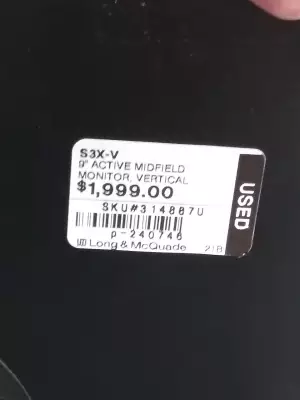 S3X-V
9" ACTIVE MIDFIELD
MONITOR, VERTICAL
$1,999.00
SKU#314887U
p-240746
Long & McQuade
USED